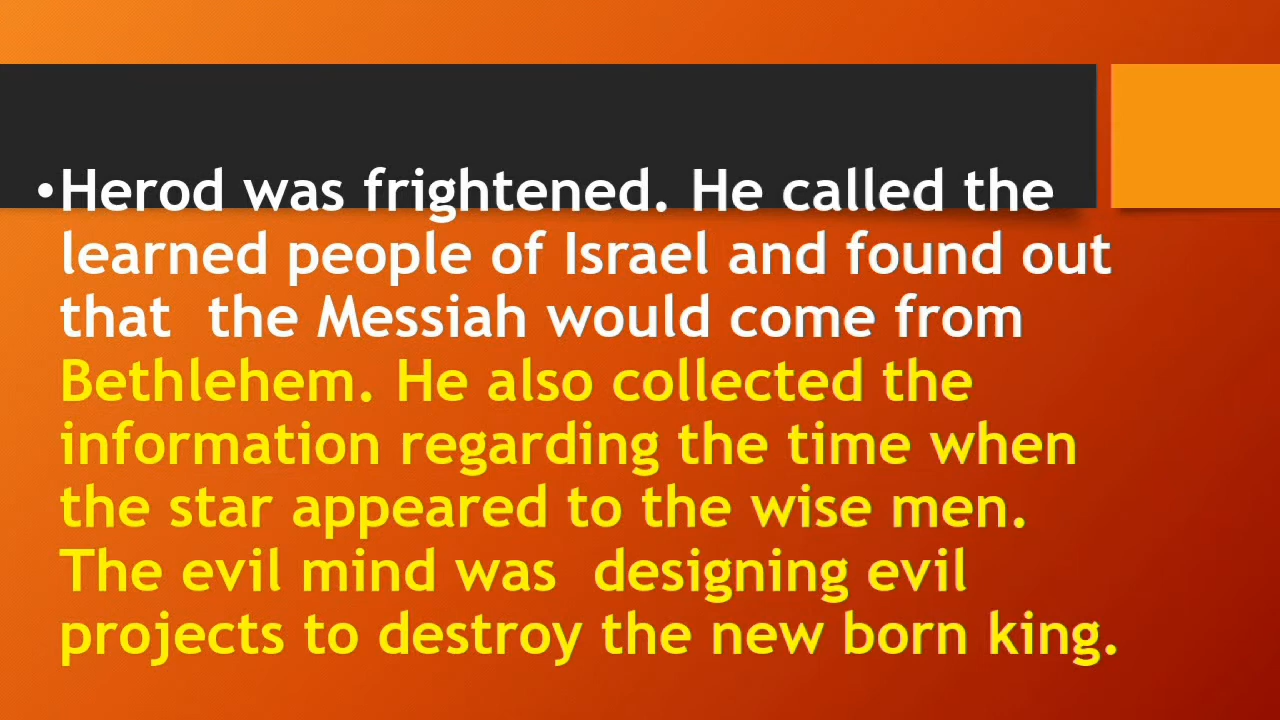 •Herod was frightened. He called the
learned people of Israel and found out
that  the Messiah would come from
Bethlehem. He also collected the
information regarding the time when
the star appeared to the wise men.
The evil mind was  designing evil
projects to destroy the new born king.